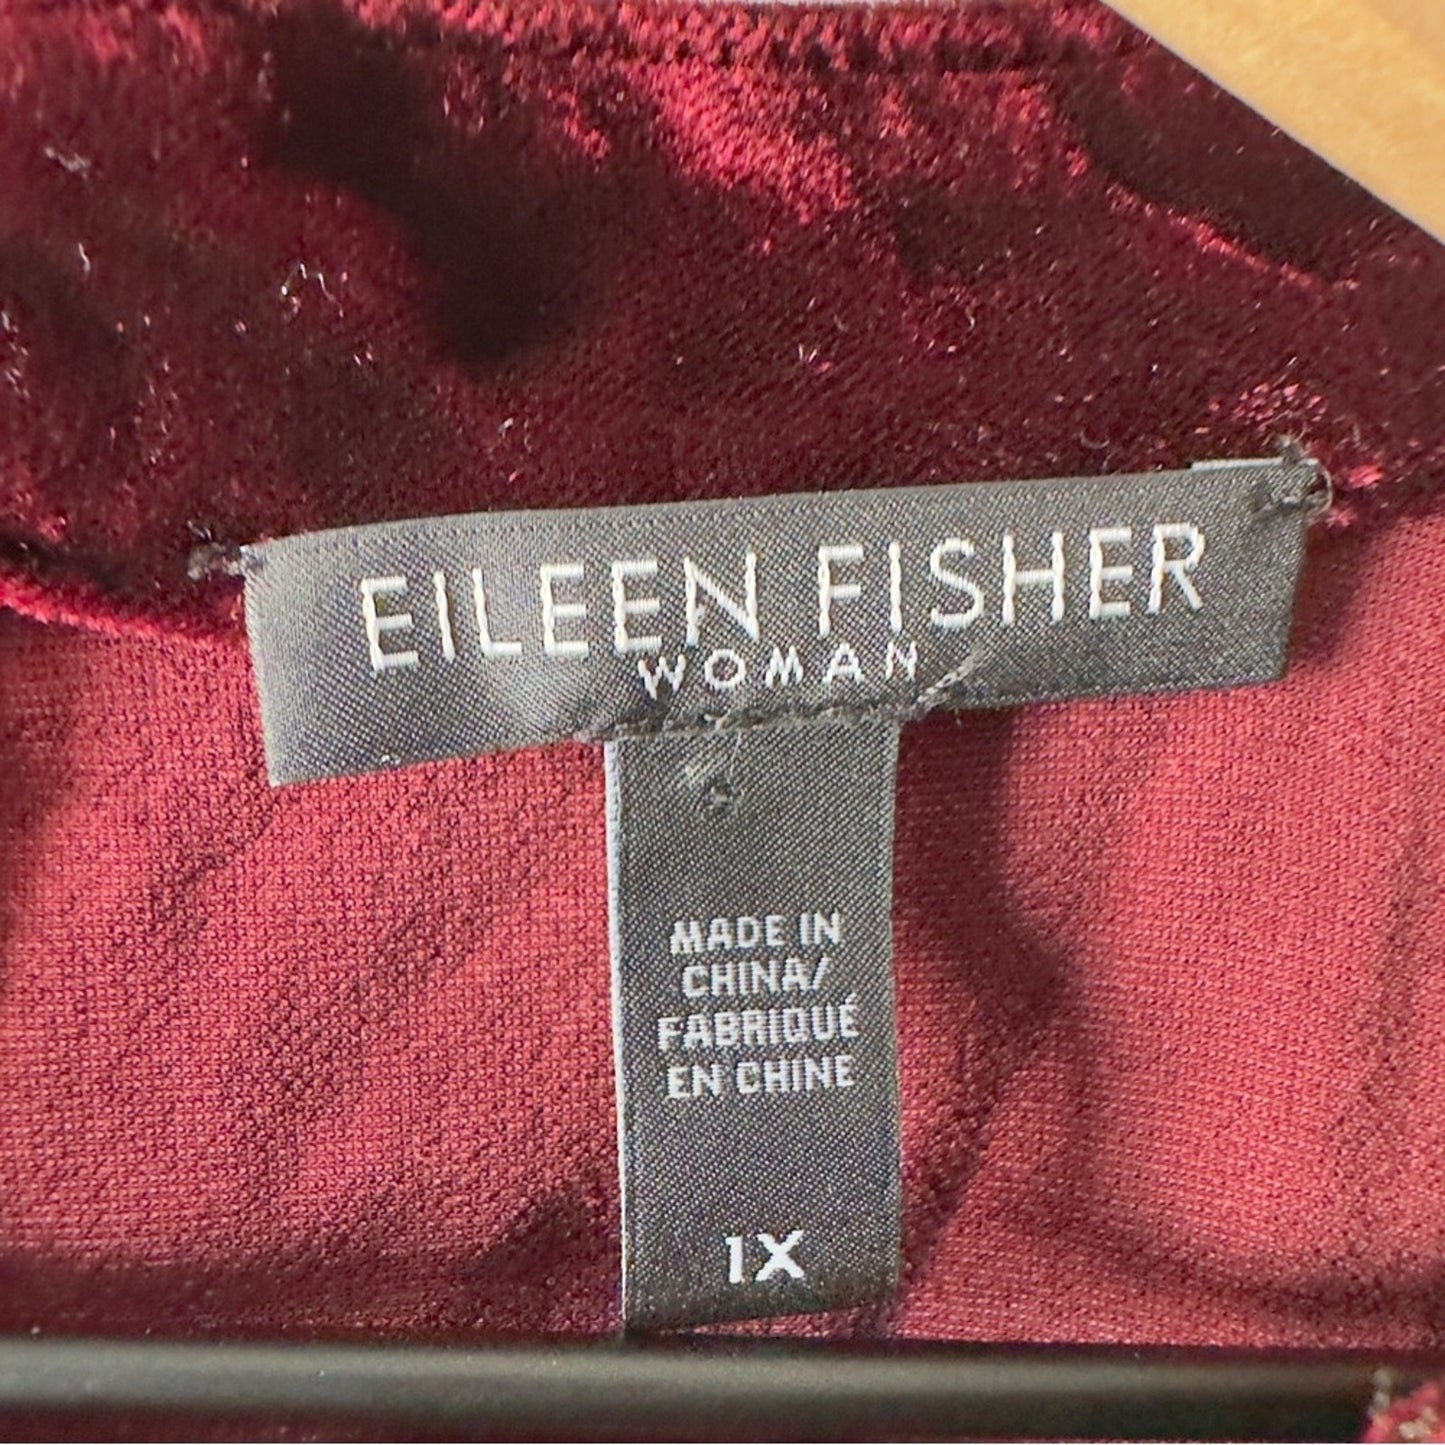 EILEEN FISHER
WOMAN
MADE IN
CHINA/
FABRIQUÉ
EN CHINE
1X